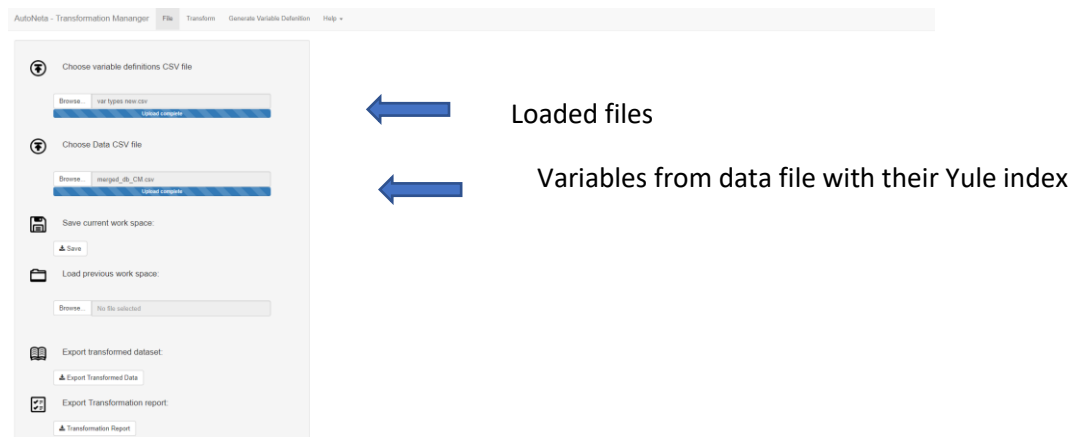 AutoNeta - Transformation Mananger File Transform Generate Variable Definition Help
Choose variable definitions CSV file
Browse... var types new.csv
Upload complete
Loaded files
Choose Data CSV file
Browse... merged_db_CM.csv
Upload complete
Variables from data file with their Yule index
Save current work space:
Save
Load previous work space:
Browse... No file selected
Export transformed dataset:
Export Transformed Data
Export Transformation report:
Transformation Report